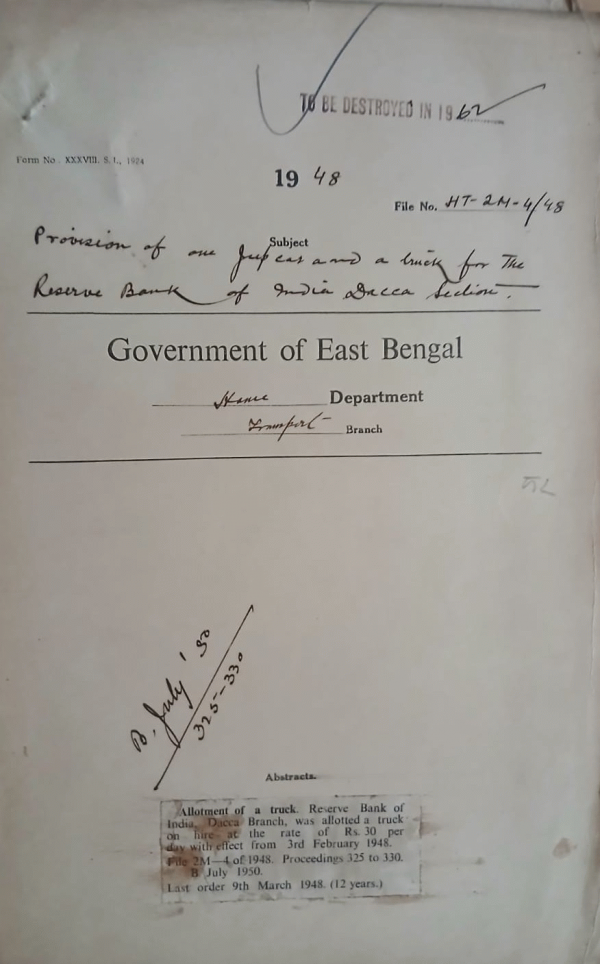 TO BE DESTROYED IN 1962
Form No. XXXVIII. S. I., 1924
1948
File No. HT-2M-4/48
Subject
Provision of one Jeep car and a truck for The
Reserve Bank of India Dacca Section.
Government of East Bengal
Home Department
Transport Branch
B. July '50
325-330
Abstracts.
Allotment of a truck. Reserve Bank of
India, Dacca Branch, was allotted a truck
on hire at the rate of Rs. 30 per
day with effect from 3rd February 1948.
File 2M—4 of 1948. Proceedings 325 to 330.
B July 1950.
Last order 9th March 1948. (12 years.)